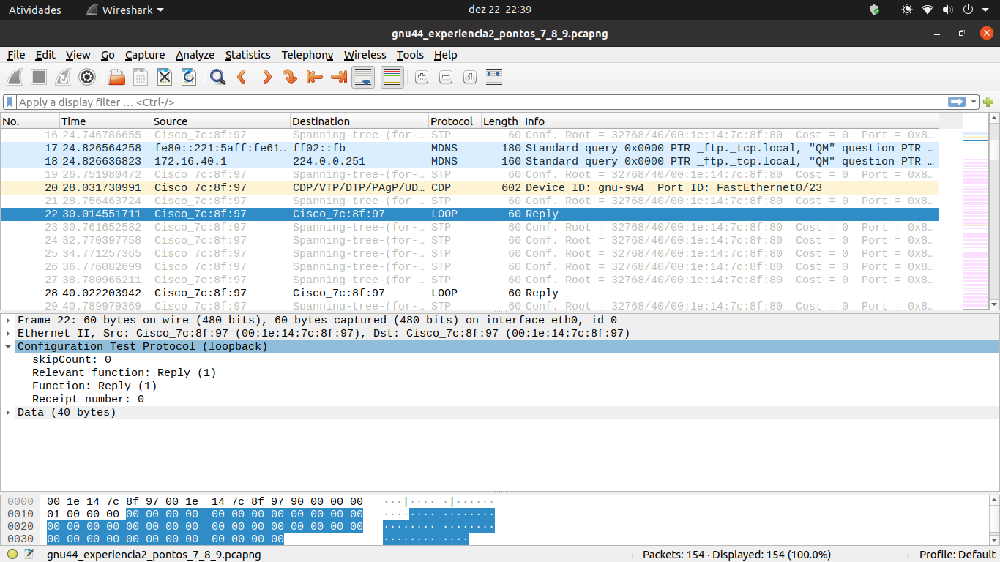 Atividades Wireshark dez 22 22:39
gnu44_experiencia2_pontos_7_8_9.pcapng
File Edit View Go Capture Analyze Statistics Telephony Wireless Tools Help
Apply a display filter … <Ctrl-/>
No. Time Source Destination Protocol Length Info
16 24.746786655 Cisco_7c:8f:97 Spanning-tree-(for-… STP 60 Conf. Root = 32768/40/00:1e:14:7c:8f:80 Cost = 0 Port = 0x8…
17 24.826564258 fe80::221:5aff:fe61… ff02::fb MDNS 180 Standard query 0x0000 PTR _ftp._tcp.local, "QM" question PTR …
18 24.826636823 172.16.40.1 224.0.0.251 MDNS 160 Standard query 0x0000 PTR _ftp._tcp.local, "QM" question PTR …
19 26.751980472 Cisco_7c:8f:97 Spanning-tree-(for-… STP 60 Conf. Root = 32768/40/00:1e:14:7c:8f:80 Cost = 0 Port = 0x8…
20 28.031730991 Cisco_7c:8f:97 CDP/VTP/DTP/PAgP/UD… CDP 602 Device ID: gnu-sw4 Port ID: FastEthernet0/23
21 28.756463724 Cisco_7c:8f:97 Spanning-tree-(for-… STP 60 Conf. Root = 32768/40/00:1e:14:7c:8f:80 Cost = 0 Port = 0x8…
22 30.014551711 Cisco_7c:8f:97 Cisco_7c:8f:97 LOOP 60 Reply
23 30.761652582 Cisco_7c:8f:97 Spanning-tree-(for-… STP 60 Conf. Root = 32768/40/00:1e:14:7c:8f:80 Cost = 0 Port = 0x8…
24 32.770397758 Cisco_7c:8f:97 Spanning-tree-(for-… STP 60 Conf. Root = 32768/40/00:1e:14:7c:8f:80 Cost = 0 Port = 0x8…
25 34.771257365 Cisco_7c:8f:97 Spanning-tree-(for-… STP 60 Conf. Root = 32768/40/00:1e:14:7c:8f:80 Cost = 0 Port = 0x8…
26 36.776082699 Cisco_7c:8f:97 Spanning-tree-(for-… STP 60 Conf. Root = 32768/40/00:1e:14:7c:8f:80 Cost = 0 Port = 0x8…
27 38.780966211 Cisco_7c:8f:97 Spanning-tree-(for-… STP 60 Conf. Root = 32768/40/00:1e:14:7c:8f:80 Cost = 0 Port = 0x8…
28 40.022203942 Cisco_7c:8f:97 Cisco_7c:8f:97 LOOP 60 Reply
29 40.789979369 Cisco_7c:8f:97 Spanning-tree-(for-… STP 60 Conf. Root = 32768/40/00:1e:14:7c:8f:80 Cost = 0 Port = 0x8…
Frame 22: 60 bytes on wire (480 bits), 60 bytes captured (480 bits) on interface eth0, id 0
Ethernet II, Src: Cisco_7c:8f:97 (00:1e:14:7c:8f:97), Dst: Cisco_7c:8f:97 (00:1e:14:7c:8f:97)
Configuration Test Protocol (loopback)
skipCount: 0
Relevant function: Reply (1)
Function: Reply (1)
Receipt number: 0
Data (40 bytes)
0000 00 1e 14 7c 8f 97 00 1e 14 7c 8f 97 90 00 00 00 ···|···· ·|······
0010 01 00 00 00 00 00 00 00 00 00 00 00 00 00 00 00 ········ ········
0020 00 00 00 00 00 00 00 00 00 00 00 00 00 00 00 00 ········ ········
0030 00 00 00 00 00 00 00 00 00 00 00 00 ········ ····
gnu44_experiencia2_pontos_7_8_9.pcapng Packets: 154 · Displayed: 154 (100.0%) Profile: Default